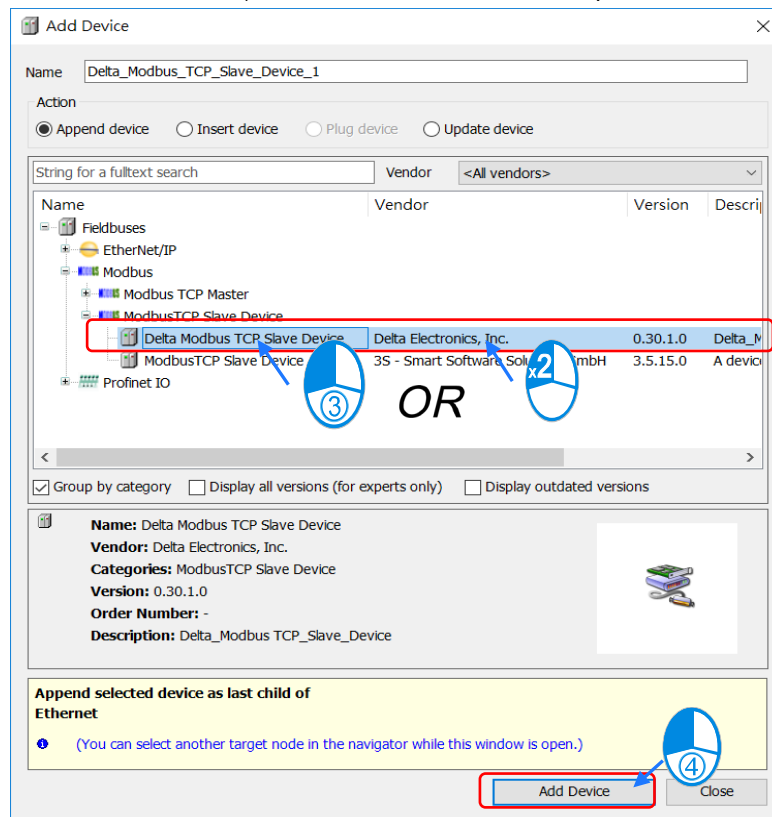 Add Device
Name Delta_Modbus_TCP_Slave_Device_1
Action
Append device Insert device Plug device Update device
String for a fulltext search Vendor <All vendors>
Name Vendor Version Descrip
Fieldbuses
EtherNet/IP
Modbus
Modbus TCP Master
ModbusTCP Slave Device
Delta Modbus TCP Slave Device Delta Electronics, Inc. 0.30.1.0 Delta_M
ModbusTCP Slave Device 3S - Smart Software GmbH 3.5.15.0 A device
x2
Profinet IO
③
OR
Group by category Display all versions (for experts only) Display outdated versions
Name: Delta Modbus TCP Slave Device
Vendor: Delta Electronics, Inc.
Categories: ModbusTCP Slave Device
Version: 0.30.1.0
Order Number: -
Description: Delta_Modbus TCP_Slave_Device
Append selected device as last child of
Ethernet
(You can select another target node in the navigator while this window is open.)
④
Add Device Close